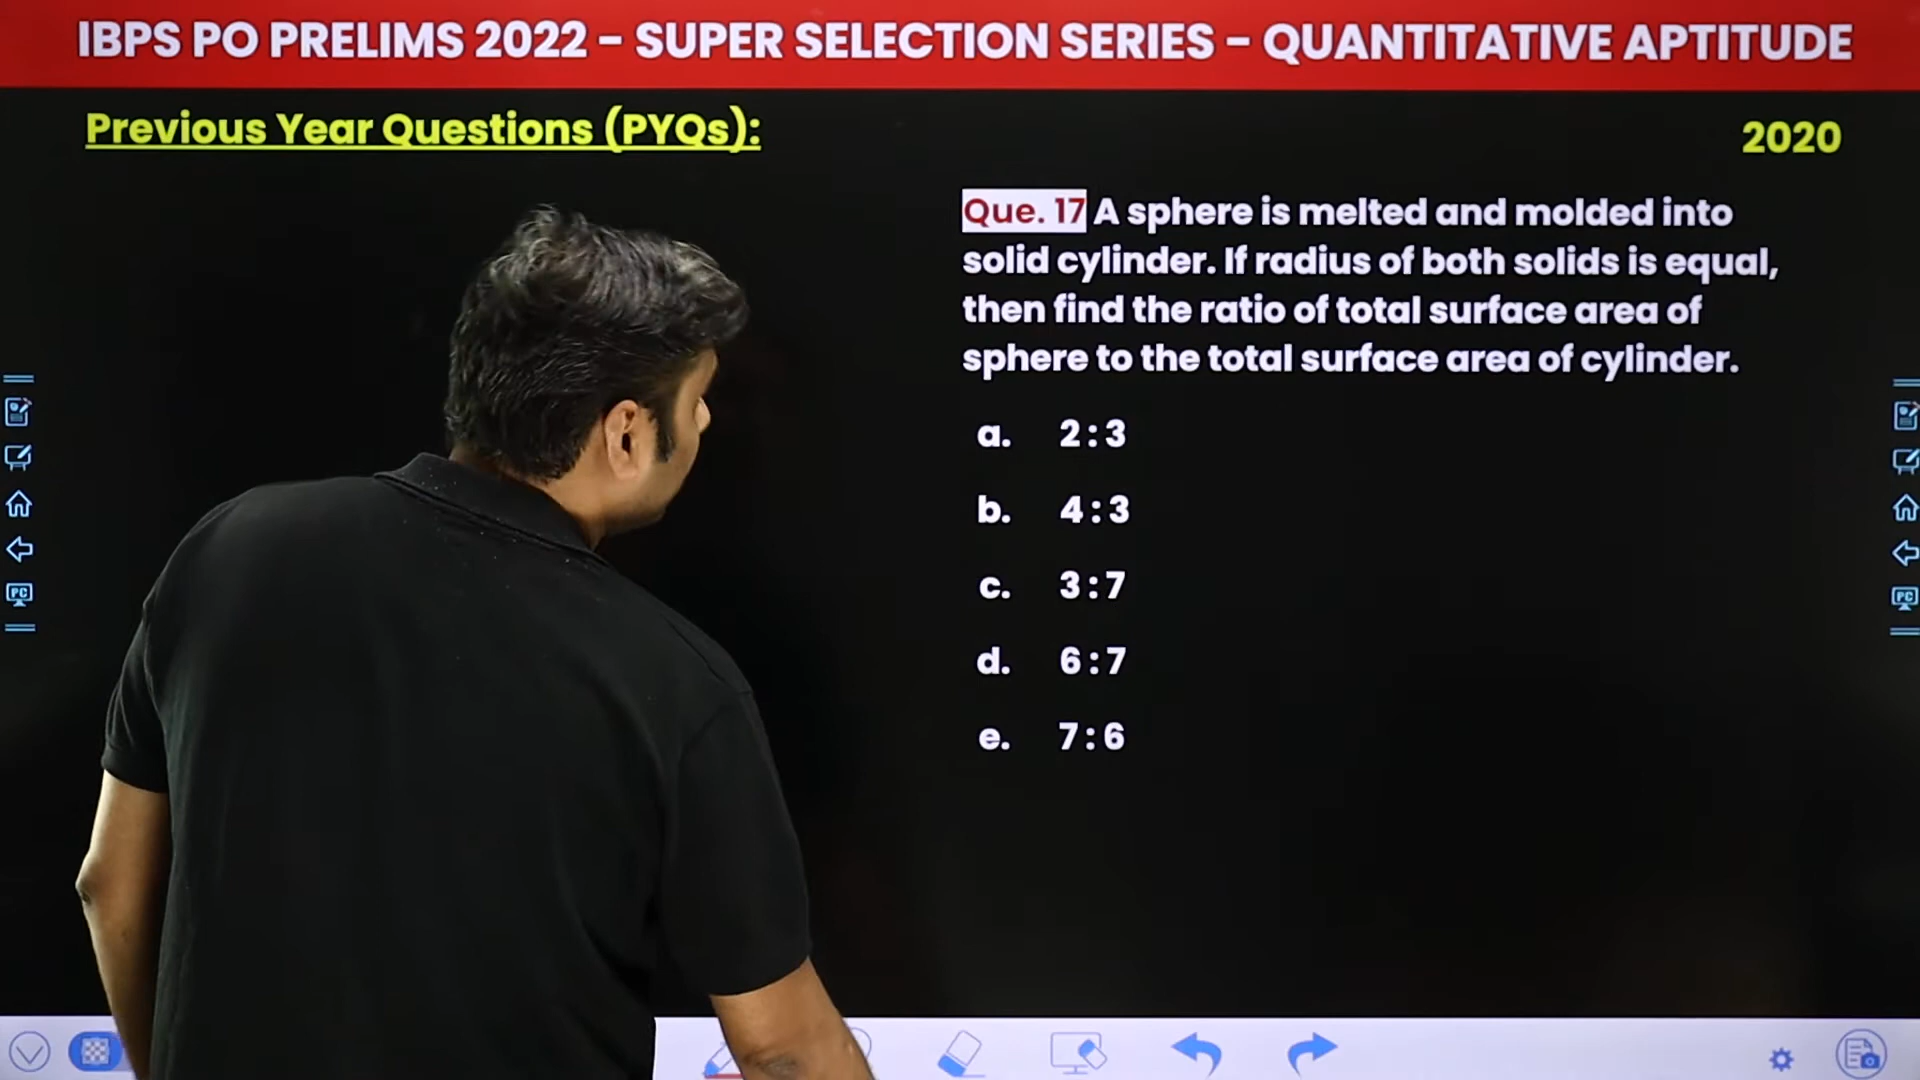 IBPS PO PRELIMS 2022 – SUPER SELECTION SERIES – QUANTITATIVE APTITUDE
Previous Year Questions (PYQs):
2020
Que. 17 A sphere is melted and molded into
solid cylinder. If radius of both solids is equal,
then find the ratio of total surface area of
sphere to the total surface area of cylinder.
a. 2 : 3
b. 4 : 3
c. 3 : 7
d. 6 : 7
e. 7 : 6
PC
PC